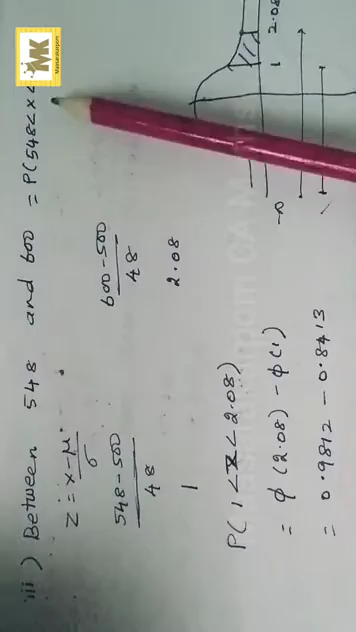 iii) Between 548 and 600 = P(548<x<
Z = x-μ / σ
548-500 / 48    600-500 / 48
1    2.08
P(1<Z<2.08)
= φ(2.08) - φ(1)
= 0.9812 - 0.8413
-∞ 1 2.08
MK